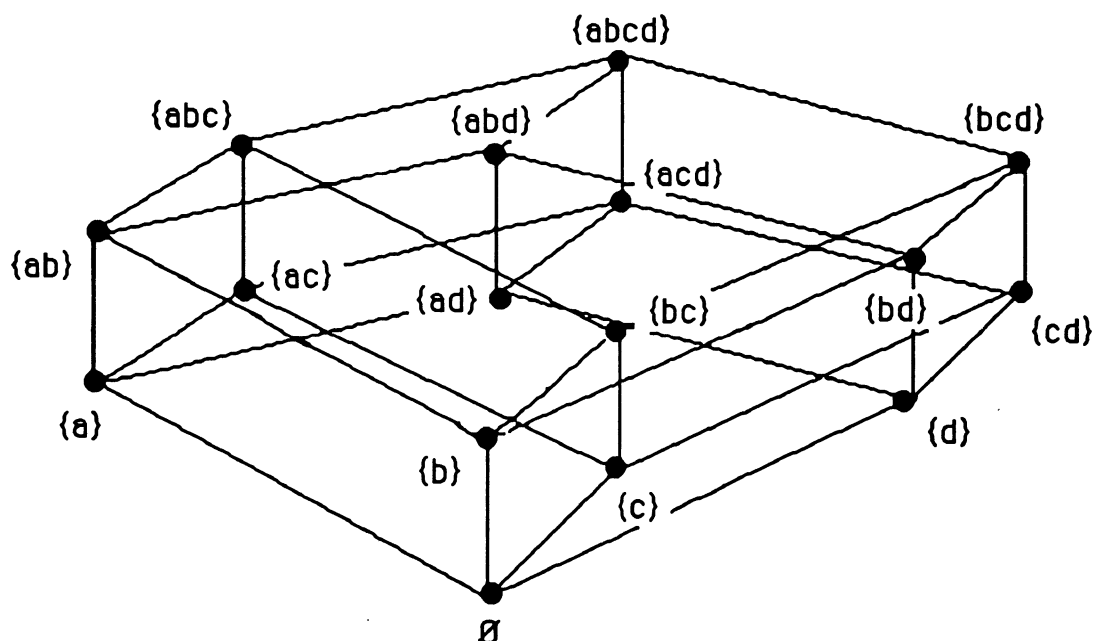 {abcd}
{abc}
{abd}
{bcd}
{acd}
{ab}
{ac}
{ad}
{bc}
{bd}
{cd}
{a}
{b}
{d}
{c}
Ø